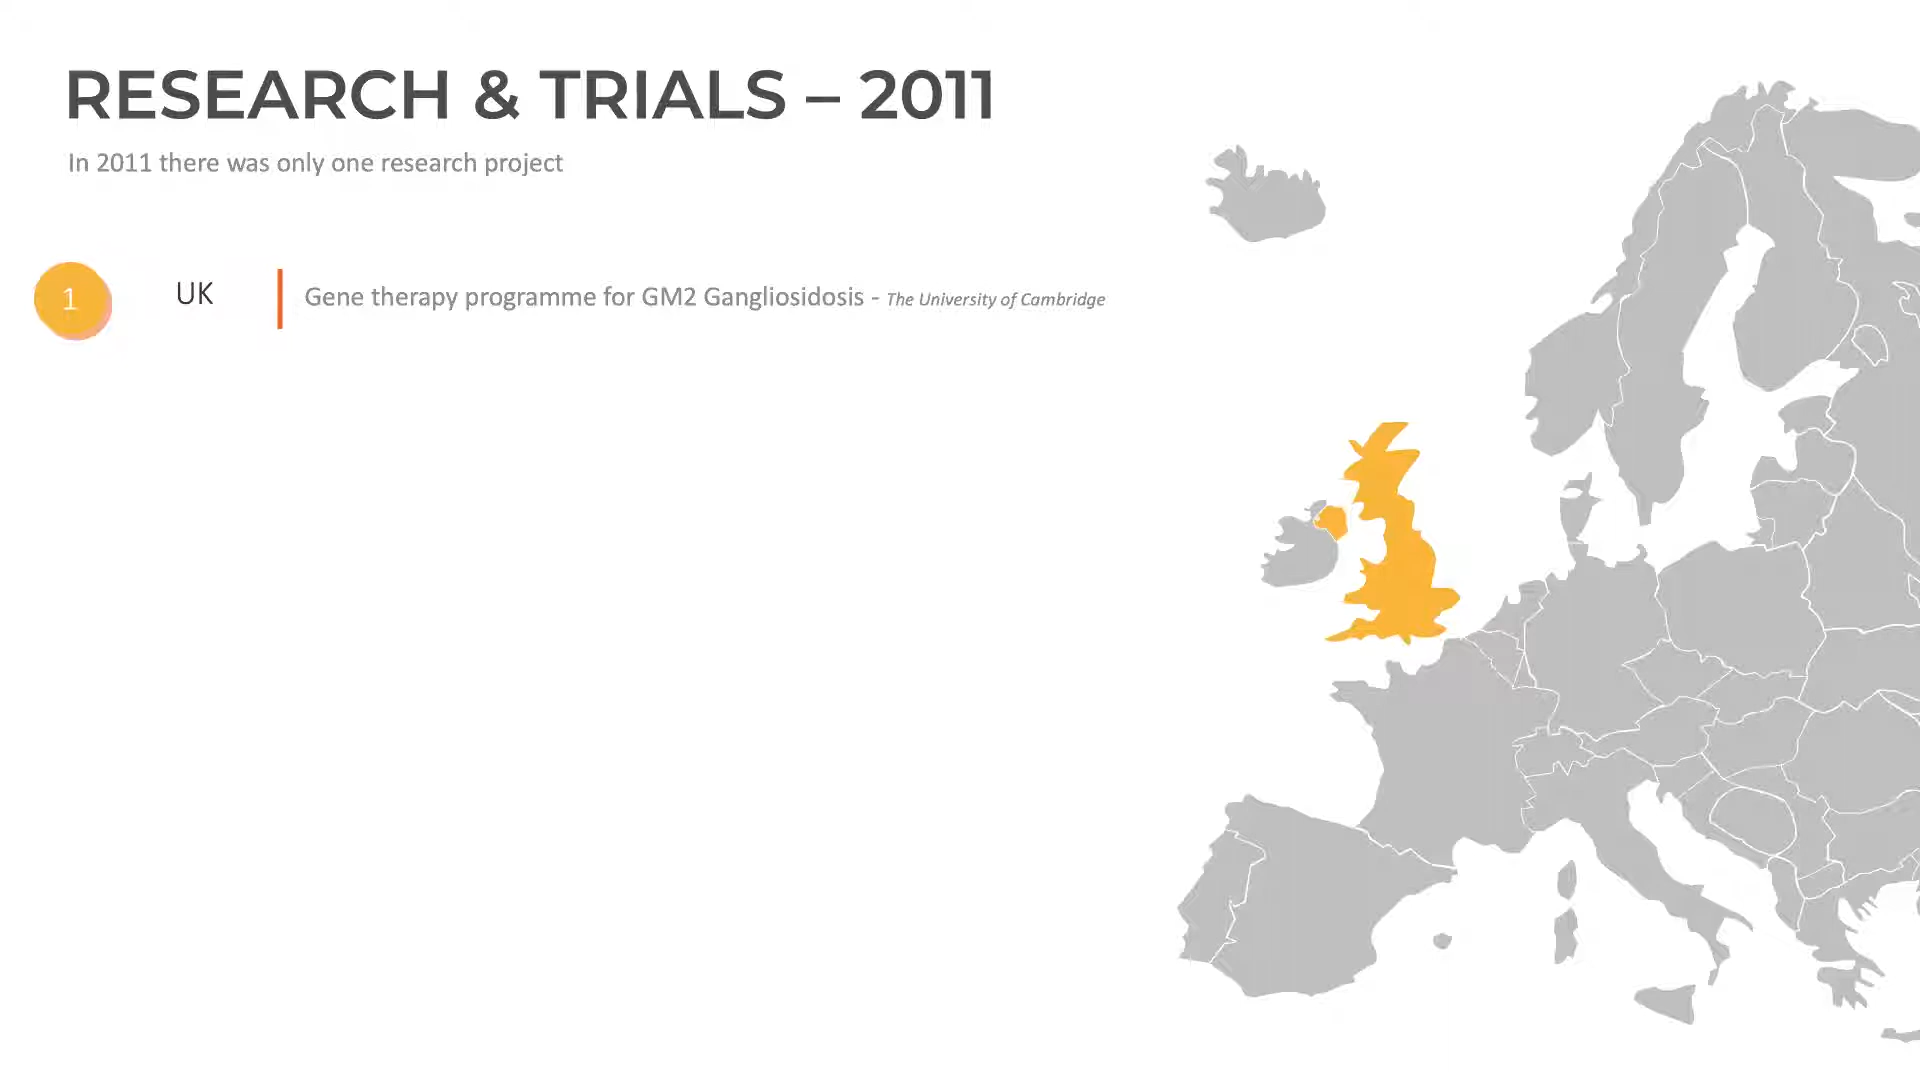 RESEARCH & TRIALS – 2011
In 2011 there was only one research project
1 UK Gene therapy programme for GM2 Gangliosidosis - The University of Cambridge